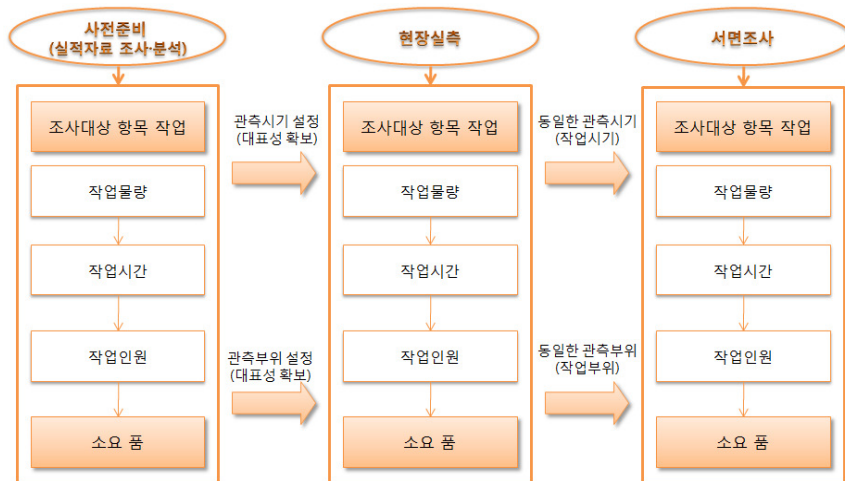 사전준비
(실적자료 조사·분석)
조사대상 항목 작업
작업물량
작업시간
작업인원
소요 품
관측시기 설정
(대표성 확보)
관측부위 설정
(대표성 확보)
현장실측
조사대상 항목 작업
작업물량
작업시간
작업인원
소요 품
동일한 관측시기
(작업시기)
동일한 관측부위
(작업부위)
서면조사
조사대상 항목 작업
작업물량
작업시간
작업인원
소요 품